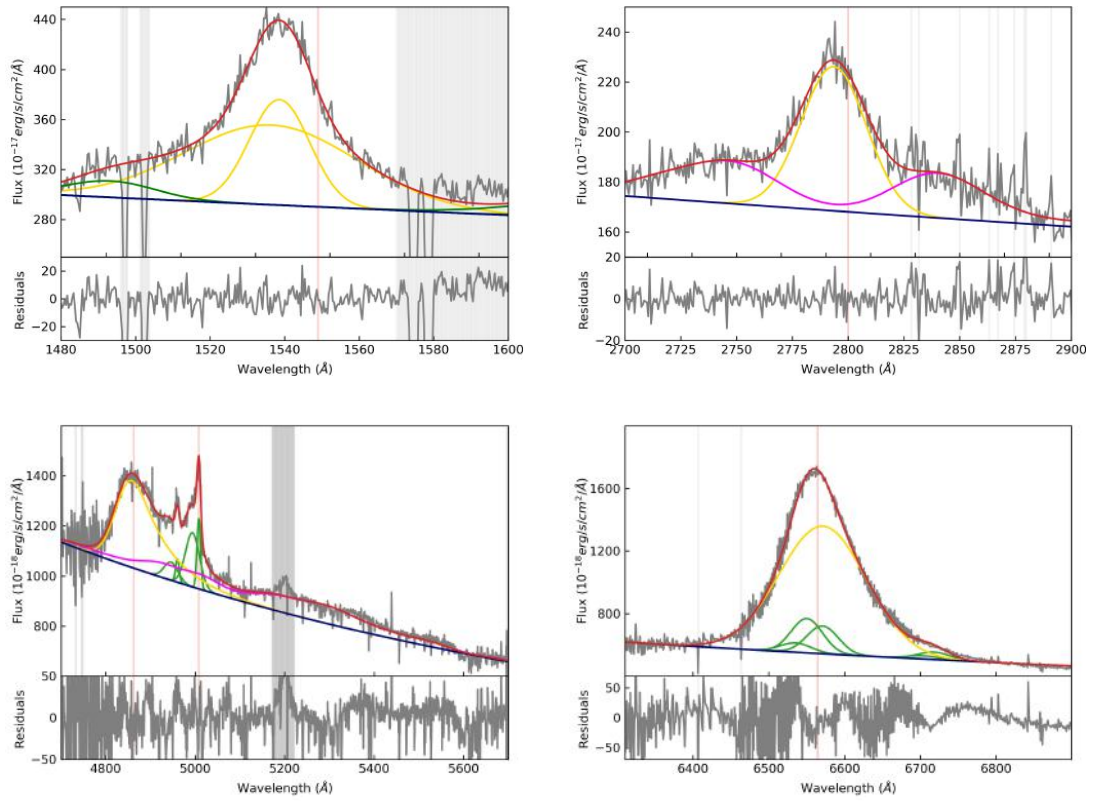 440
400
360
320
280
Flux (10⁻¹⁷erg/s/cm²/Å)
20
0
−20
Residuals
1480 1500 1520 1540 1560 1580 1600
Wavelength (Å)
240
220
200
180
160
Flux (10⁻¹⁷erg/s/cm²/Å)
20
0
−20
Residuals
2700 2725 2750 2775 2800 2825 2850 2875 2900
Wavelength (Å)
1400
1200
1000
800
Flux (10⁻¹⁸erg/s/cm²/Å)
50
0
−50
Residuals
4800 5000 5200 5400 5600
Wavelength (Å)
1600
1200
800
Flux (10⁻¹⁸erg/s/cm²/Å)
50
0
−50
Residuals
6400 6500 6600 6700 6800
Wavelength (Å)